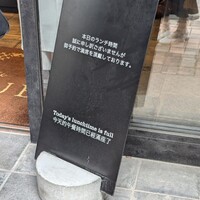 本日のランチ時間
誠に申し訳ございませんが
御予約で満席を頂戴しております。
Today's lunchtime is full
今天的午餐時間已經滿座了